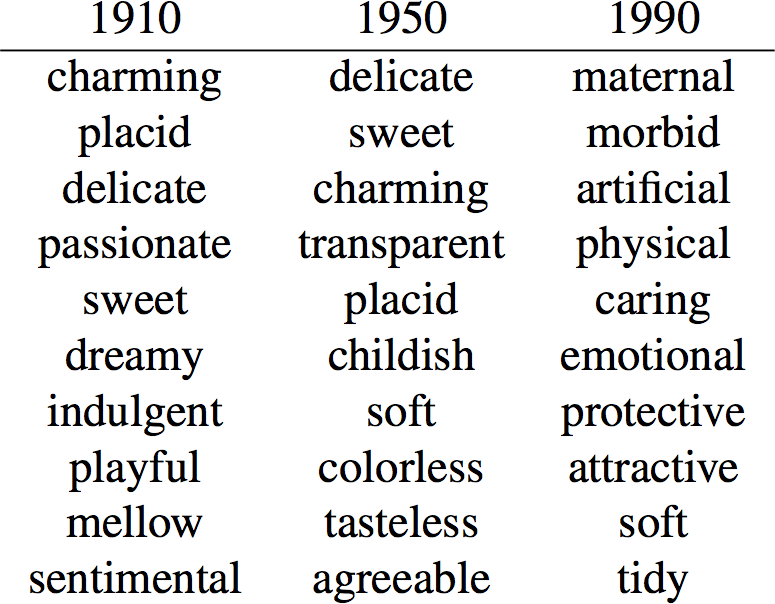 1910 1950 1990
charming delicate maternal
placid sweet morbid
delicate charming artificial
passionate transparent physical
sweet placid caring
dreamy childish emotional
indulgent soft protective
playful colorless attractive
mellow tasteless soft
sentimental agreeable tidy